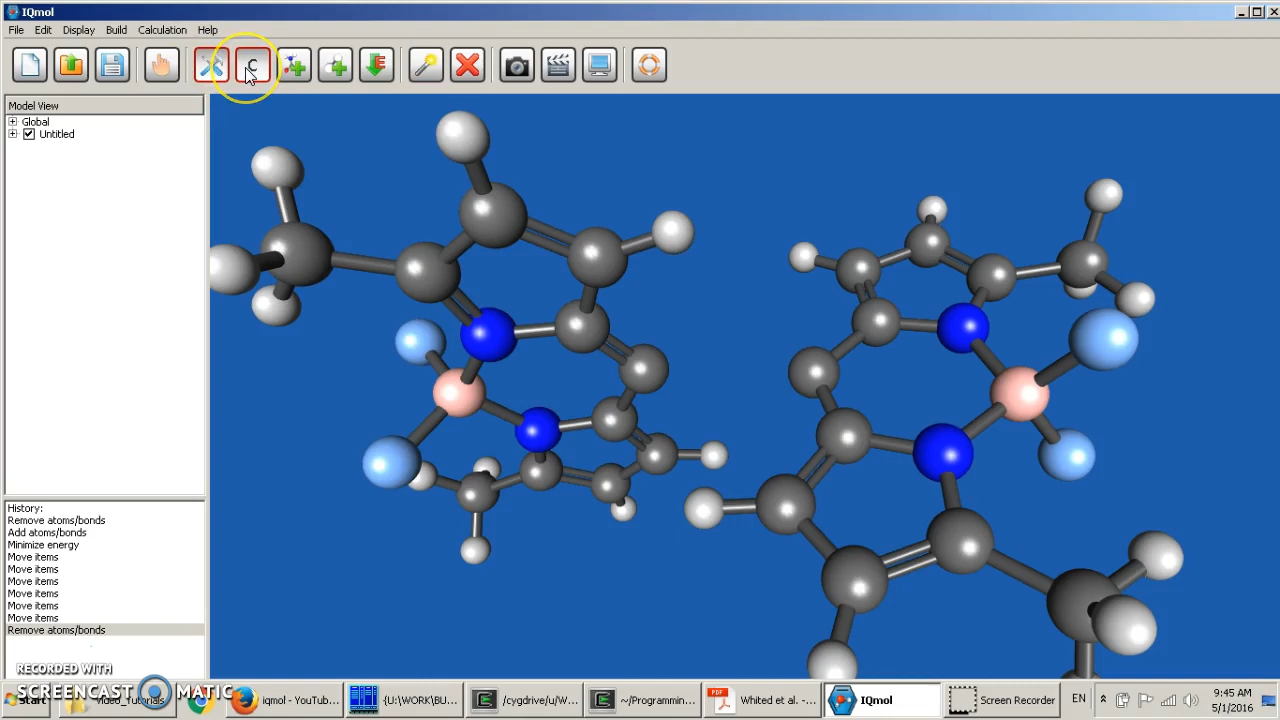 IQmol
File Edit Display Build Calculation Help
C
E
Model View
Global
Untitled
History:
Remove atoms/bonds
Add atoms/bonds
Minimize energy
Move items
Move items
Move items
Move items
Move items
Move items
Remove atoms/bonds
RECORDED WITH
SCREENCAST MATIC
Start
iqmol - YouTub...
{U:\WORK\BU...
/cygdrive/u/W...
~/Programmin...
PDF
Whited et al. -...
IQmol
Screen Recorder
EN
9:45 AM
5/1/2016